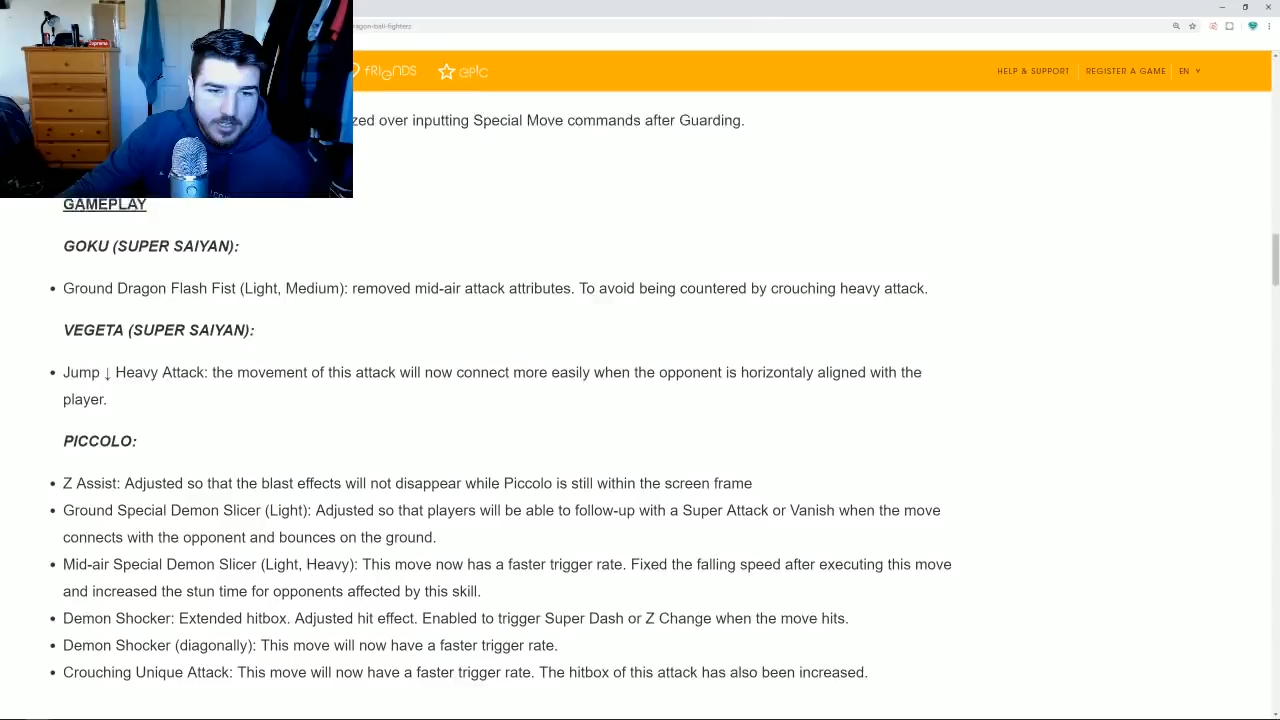 ragon-ball-fighterz
FRIENDS epic HELP & SUPPORT REGISTER A GAME EN
zed over inputting Special Move commands after Guarding.
GAMEPLAY
GOKU (SUPER SAIYAN):
Ground Dragon Flash Fist (Light, Medium): removed mid-air attack attributes. To avoid being countered by crouching heavy attack.
VEGETA (SUPER SAIYAN):
Jump ↓ Heavy Attack: the movement of this attack will now connect more easily when the opponent is horizontaly aligned with the
player.
PICCOLO:
Z Assist: Adjusted so that the blast effects will not disappear while Piccolo is still within the screen frame
Ground Special Demon Slicer (Light): Adjusted so that players will be able to follow-up with a Super Attack or Vanish when the move
connects with the opponent and bounces on the ground.
Mid-air Special Demon Slicer (Light, Heavy): This move now has a faster trigger rate. Fixed the falling speed after executing this move
and increased the stun time for opponents affected by this skill.
Demon Shocker: Extended hitbox. Adjusted hit effect. Enabled to trigger Super Dash or Z Change when the move hits.
Demon Shocker (diagonally): This move will now have a faster trigger rate.
Crouching Unique Attack: This move will now have a faster trigger rate. The hitbox of this attack has also been increased.